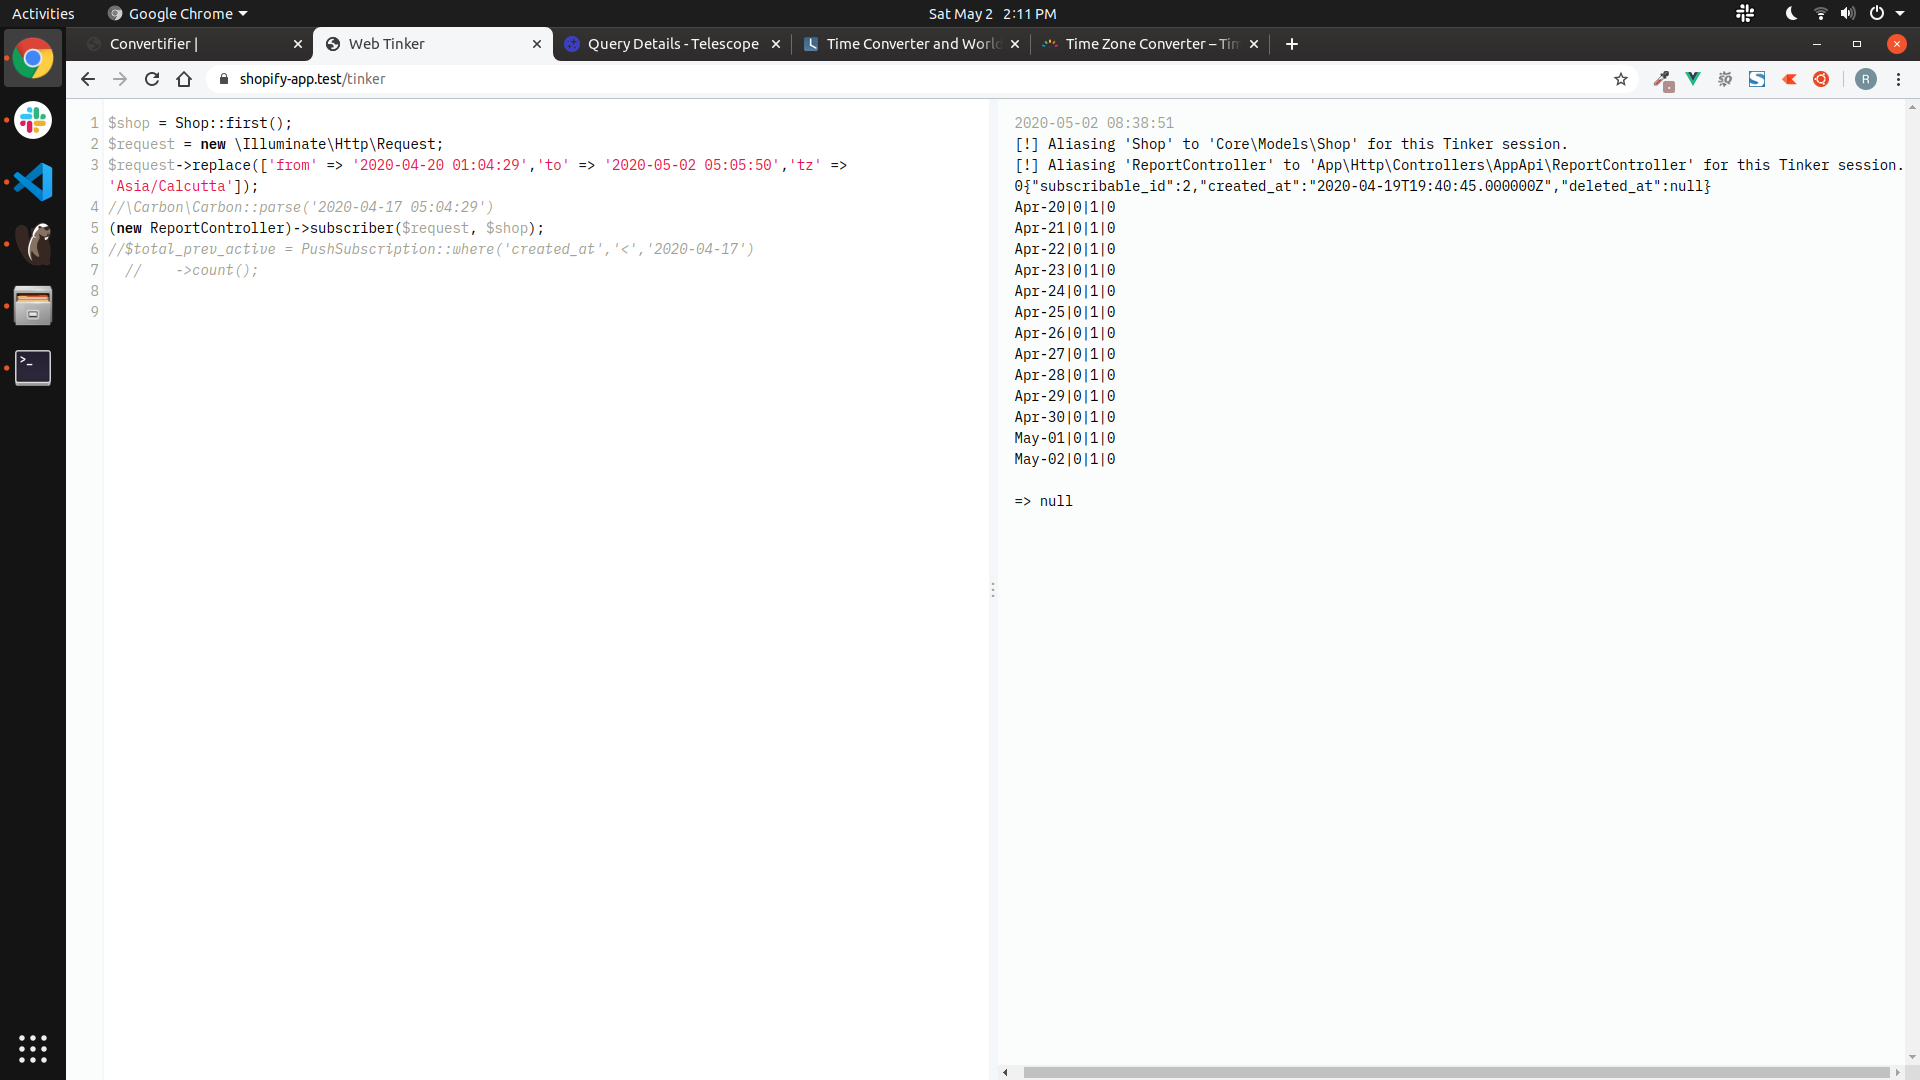 Activities
Google Chrome
Sat May 2 2:11 PM
Convertifier |
Web Tinker
Query Details - Telescope
Time Converter and World
Time Zone Converter – Tim
shopify-app.test/tinker
R
1 $shop = Shop::first();
2 $request = new \Illuminate\Http\Request;
3 $request->replace(['from' => '2020-04-20 01:04:29','to' => '2020-05-02 05:05:50','tz' =>
'Asia/Calcutta']);
4 //\Carbon\Carbon::parse('2020-04-17 05:04:29')
5 (new ReportController)->subscriber($request, $shop);
6 //$total_prev_active = PushSubscription::where('created_at','<','2020-04-17')
7 // ->count();
8
9
2020-05-02 08:38:51
[!] Aliasing 'Shop' to 'Core\Models\Shop' for this Tinker session.
[!] Aliasing 'ReportController' to 'App\Http\Controllers\AppApi\ReportController' for this Tinker session.
0{"subscribable_id":2,"created_at":"2020-04-19T19:40:45.000000Z","deleted_at":null}
Apr-20|0|1|0
Apr-21|0|1|0
Apr-22|0|1|0
Apr-23|0|1|0
Apr-24|0|1|0
Apr-25|0|1|0
Apr-26|0|1|0
Apr-27|0|1|0
Apr-28|0|1|0
Apr-29|0|1|0
Apr-30|0|1|0
May-01|0|1|0
May-02|0|1|0
=> null